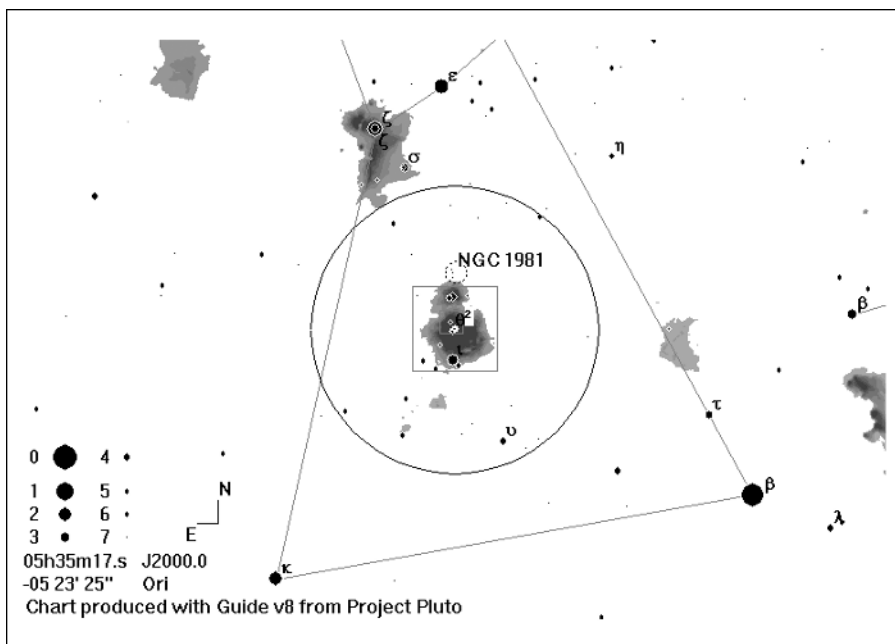 ε
ζ
ζ
σ
η
NGC 1981
β
θ²
ι
τ
υ
β
λ
κ
0 4
1 5
2 6
3 7
N
E
05h35m17.s J2000.0
-05 23' 25" Ori
Chart produced with Guide v8 from Project Pluto